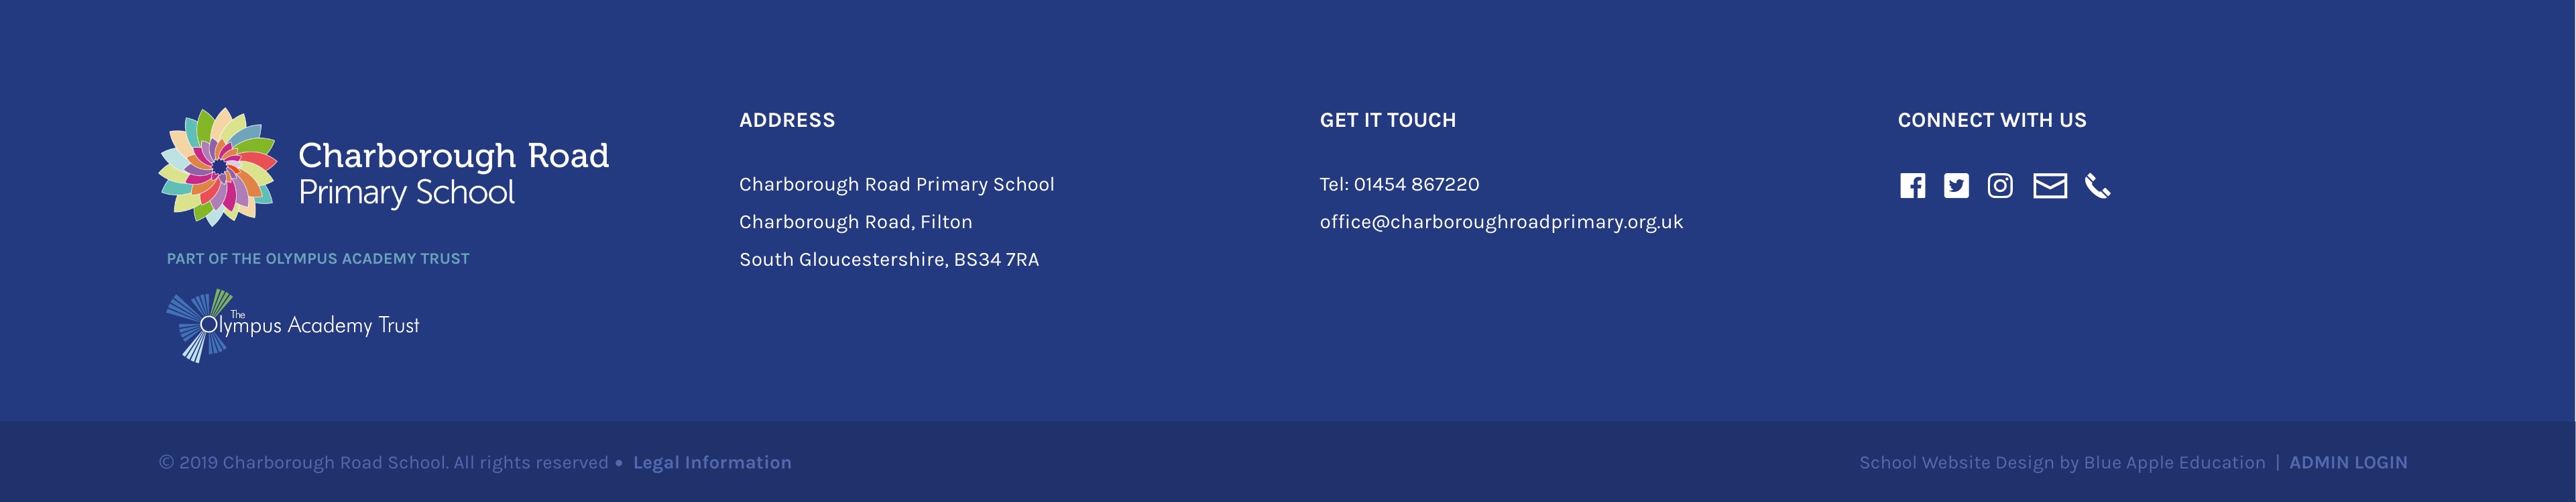 Charborough Road
Primary School
PART OF THE OLYMPUS ACADEMY TRUST
The
Olympus Academy Trust
ADDRESS
Charborough Road Primary School
Charborough Road, Filton
South Gloucestershire, BS34 7RA
GET IT TOUCH
Tel: 01454 867220
office@charboroughroadprimary.org.uk
CONNECT WITH US
© 2019 Charborough Road School. All rights reserved • Legal Information
School Website Design by Blue Apple Education | ADMIN LOGIN